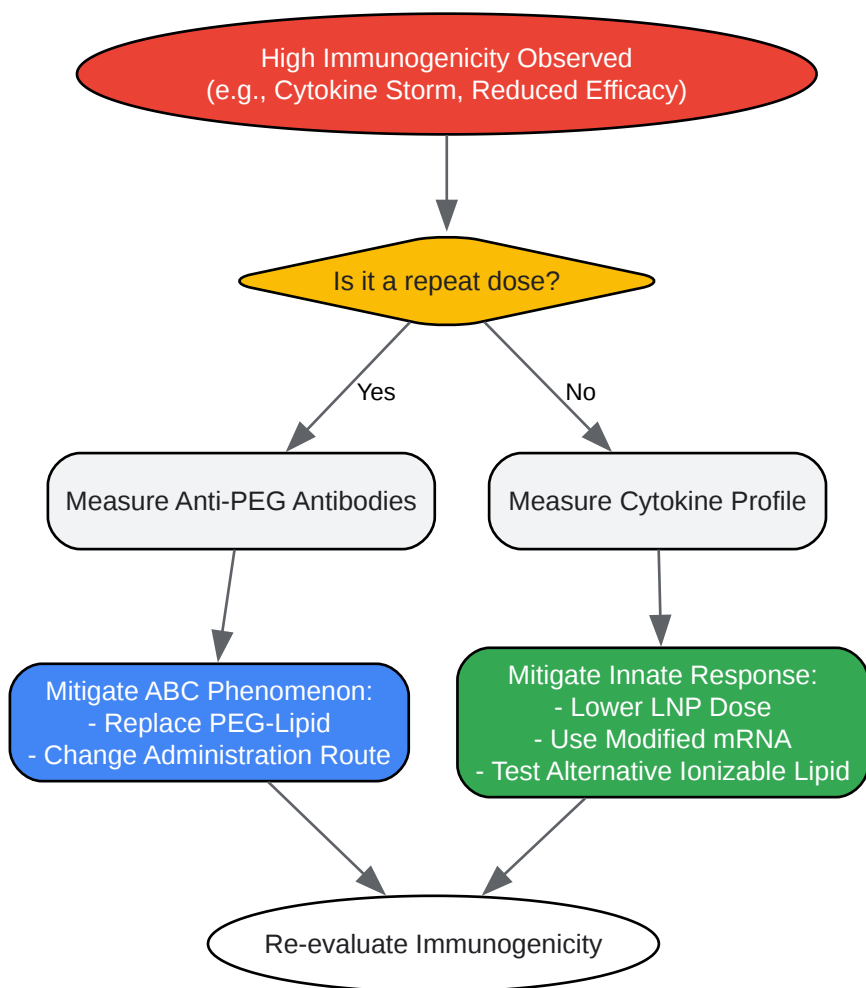 High Immunogenicity Observed
(e.g., Cytokine Storm, Reduced Efficacy)
Is it a repeat dose?
Yes
No
Measure Anti-PEG Antibodies
Measure Cytokine Profile
Mitigate ABC Phenomenon:
- Replace PEG-Lipid
- Change Administration Route
Mitigate Innate Response:
- Lower LNP Dose
- Use Modified mRNA
- Test Alternative Ionizable Lipid
Re-evaluate Immunogenicity